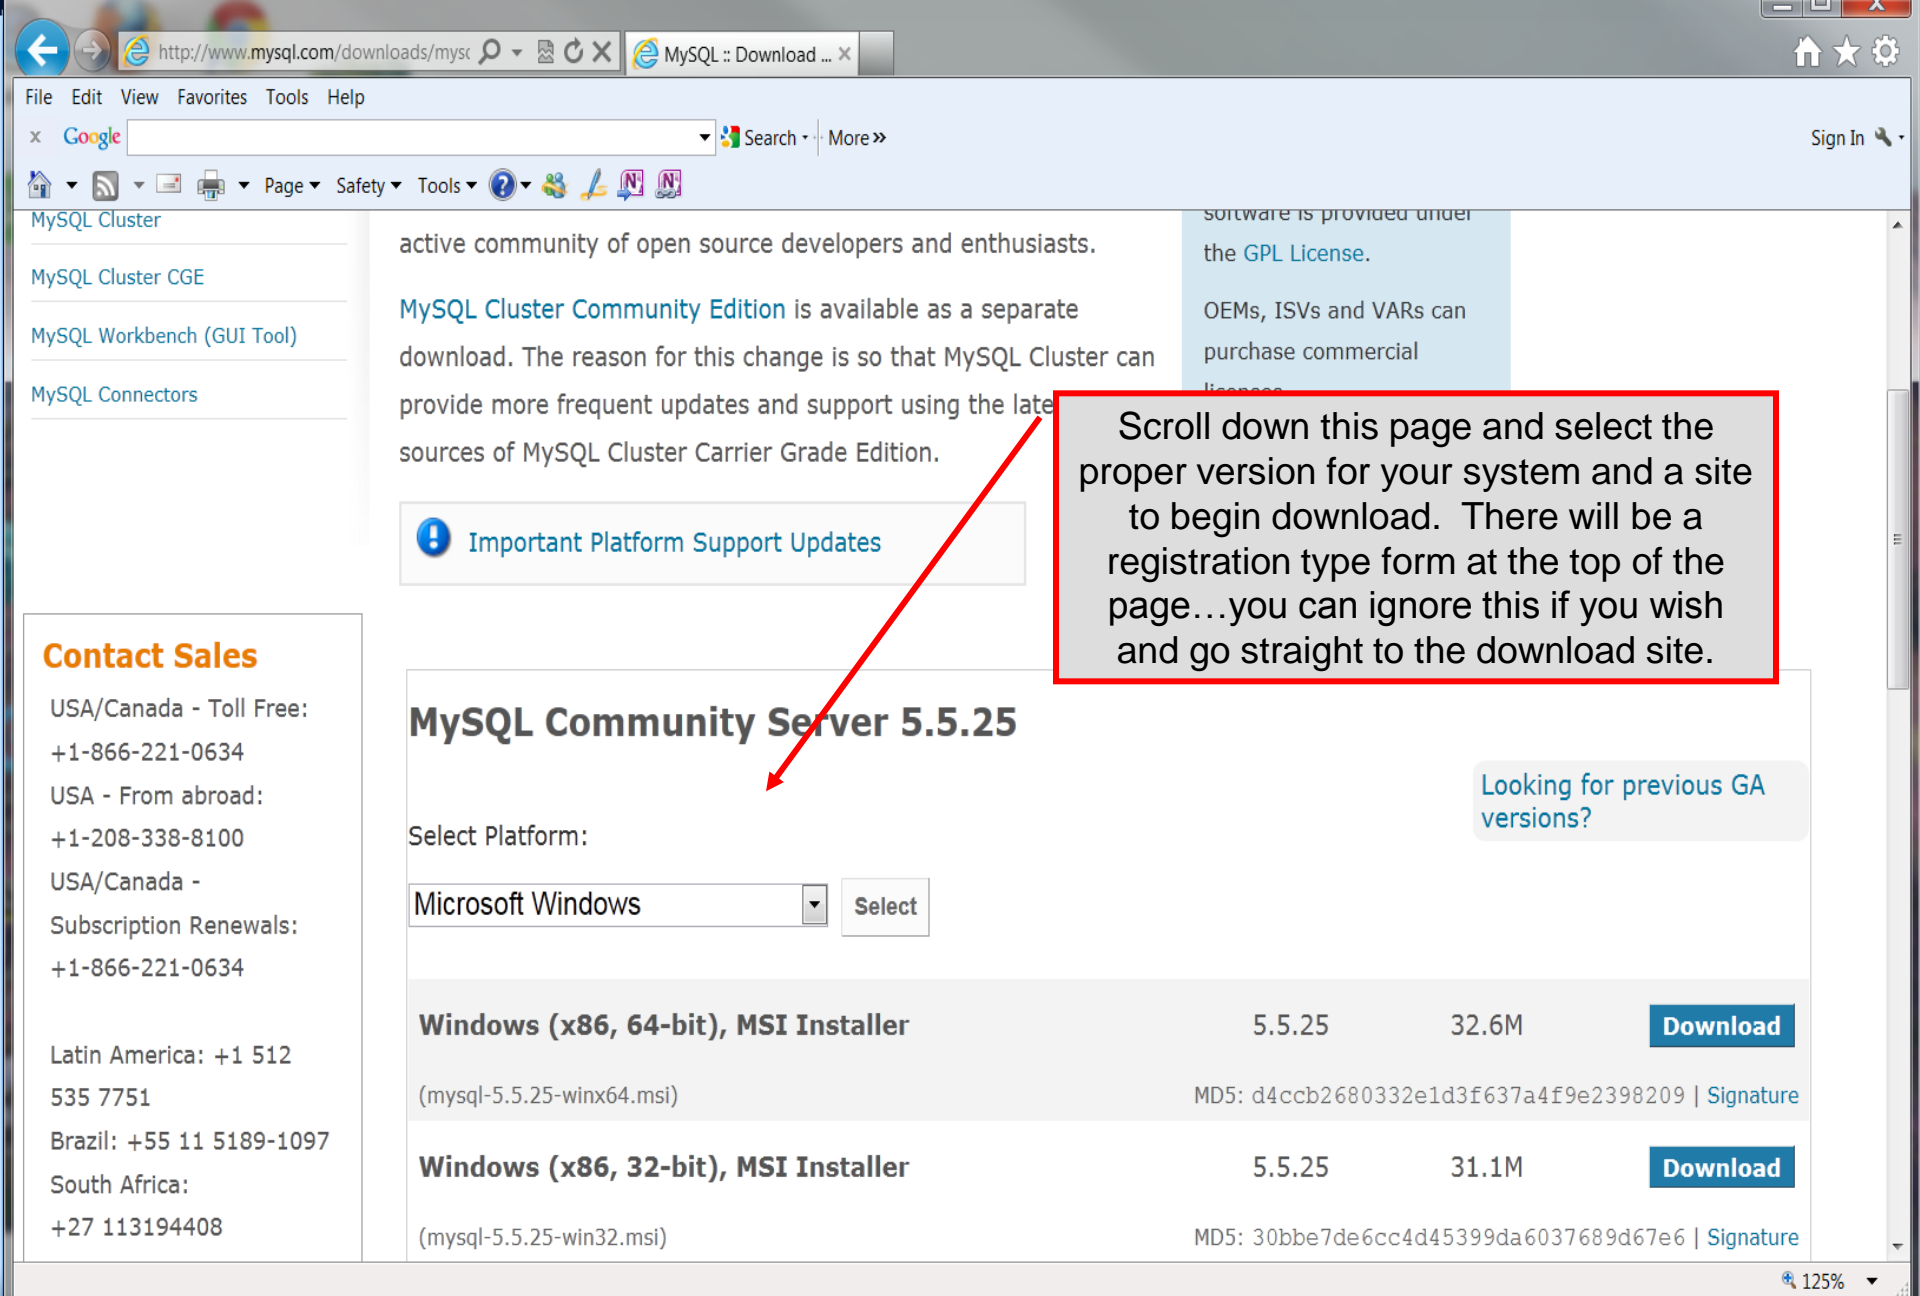 http://www.mysql.com/downloads/mysc
MySQL :: Download ...
File Edit View Favorites Tools Help
x Google
Search
More »
Sign In
Page Safety Tools
MySQL Cluster
MySQL Cluster CGE
MySQL Workbench (GUI Tool)
MySQL Connectors
active community of open source developers and enthusiasts.
MySQL Cluster Community Edition is available as a separate
download. The reason for this change is so that MySQL Cluster can
provide more frequent updates and support using the late
sources of MySQL Cluster Carrier Grade Edition.
software is provided under
the GPL License.
OEMs, ISVs and VARs can
purchase commercial
licenses
Scroll down this page and select the
proper version for your system and a site
to begin download. There will be a
registration type form at the top of the
page…you can ignore this if you wish
and go straight to the download site.
Important Platform Support Updates
Contact Sales
USA/Canada - Toll Free:
+1-866-221-0634
USA - From abroad:
+1-208-338-8100
USA/Canada -
Subscription Renewals:
+1-866-221-0634
Latin America: +1 512
535 7751
Brazil: +55 11 5189-1097
South Africa:
+27 113194408
MySQL Community Server 5.5.25
Looking for previous GA
versions?
Select Platform:
Microsoft Windows
Select
Windows (x86, 64-bit), MSI Installer 5.5.25 32.6M Download
(mysql-5.5.25-winx64.msi) MD5: d4ccb2680332e1d3f637a4f9e2398209 | Signature
Windows (x86, 32-bit), MSI Installer 5.5.25 31.1M Download
(mysql-5.5.25-win32.msi) MD5: 30bbe7de6cc4d45399da6037689d67e6 | Signature
125%